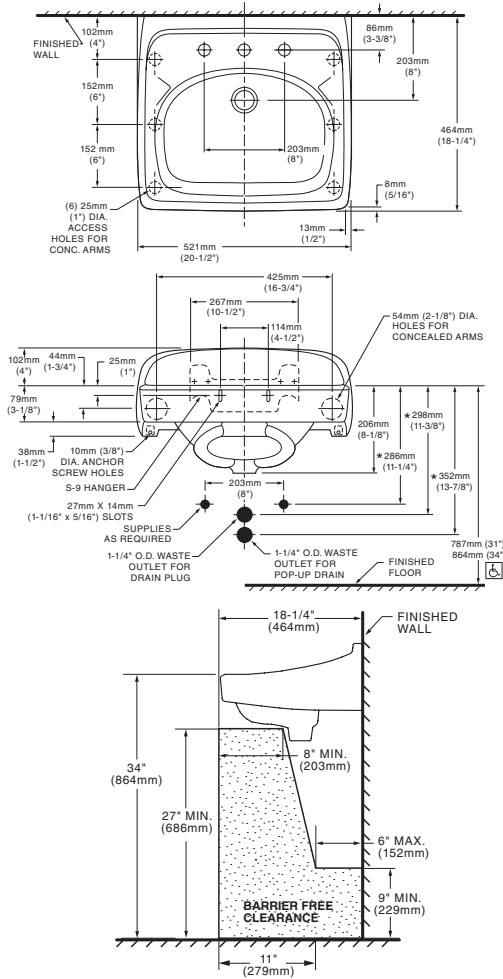 102mm
(4")
FINISHED
WALL
86mm
(3-3/8")
203mm
(8")
152mm
(6")
152 mm
(6")
203mm
(8")
464mm
(18-1/4")
8mm
(5/16")
(6) 25mm
(1") DIA.
ACCESS
HOLES FOR
CONC. ARMS
13mm
(1/2")
521mm
(20-1/2")
425mm
(16-3/4")
267mm
(10-1/2")
114mm
(4-1/2")
54mm (2-1/8") DIA.
HOLES FOR
CONCEALED ARMS
102mm
(4")
44mm
(1-3/4")
25mm
(1")
79mm
(3-1/8")
38mm
(1-1/2")
206mm
(8-1/8")
*298mm
(11-3/8")
*286mm
(11-1/4")
*352mm
(13-7/8")
10mm (3/8")
DIA. ANCHOR
SCREW HOLES
S-9 HANGER
27mm X 14mm
(1-1/16" x 5/16") SLOTS
203mm
(8")
SUPPLIES
AS REQUIRED
1-1/4" O.D. WASTE
OUTLET FOR
DRAIN PLUG
1-1/4" O.D. WASTE
OUTLET FOR
POP-UP DRAIN
787mm (31")
864mm (34")
FINISHED
FLOOR
18-1/4"
(464mm)
FINISHED
WALL
34"
(864mm)
27" MIN.
(686mm)
8" MIN.
(203mm)
6" MAX.
(152mm)
9" MIN.
(229mm)
BARRIER FREE
CLEARANCE
11"
(279mm)